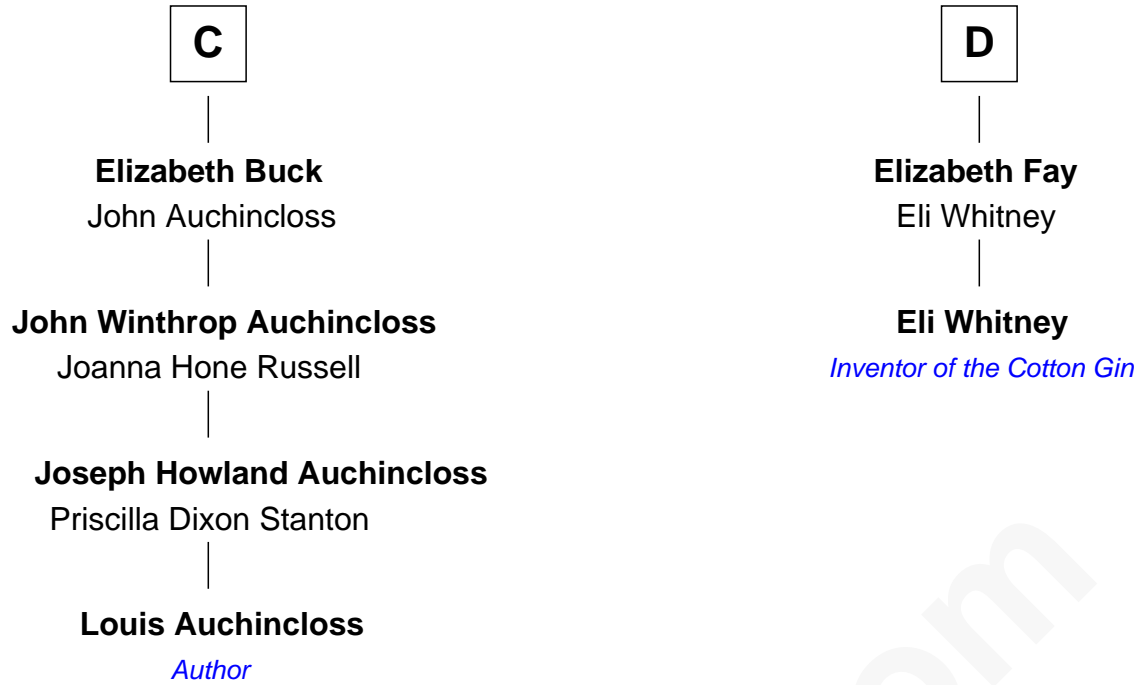 C
Elizabeth Buck
John Auchincloss
John Winthrop Auchincloss
Joanna Hone Russell
Joseph Howland Auchincloss
Priscilla Dixon Stanton
Louis Auchincloss
Author
D
Elizabeth Fay
Eli Whitney
Eli Whitney
Inventor of the Cotton Gin
om